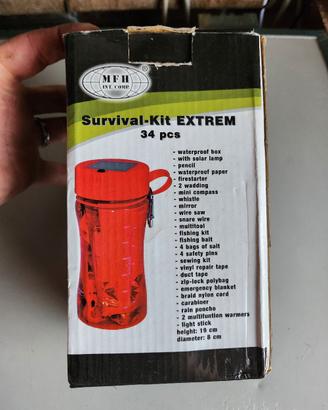 MFH
INT. COMP.
®
Survival-Kit EXTREM
34 pcs
- waterproof box
- with solar lamp
- pencil
- waterproof paper
- firestarter
- 2 wadding
- mini compass
- whistle
- mirror
- wire saw
- snare wire
- multitool
- fishing kit
- fishing bait
- 4 bags of salt
- 4 safety pins
- sewing kit
- vinyl repair tape
- duct tape
- zip-lock polybag
- emergency blanket
- braid nylon cord
- carabiner
- rain poncho
- 2 multifuntion warmers
- light stick
height: 19 cm
diameter: 8 cm